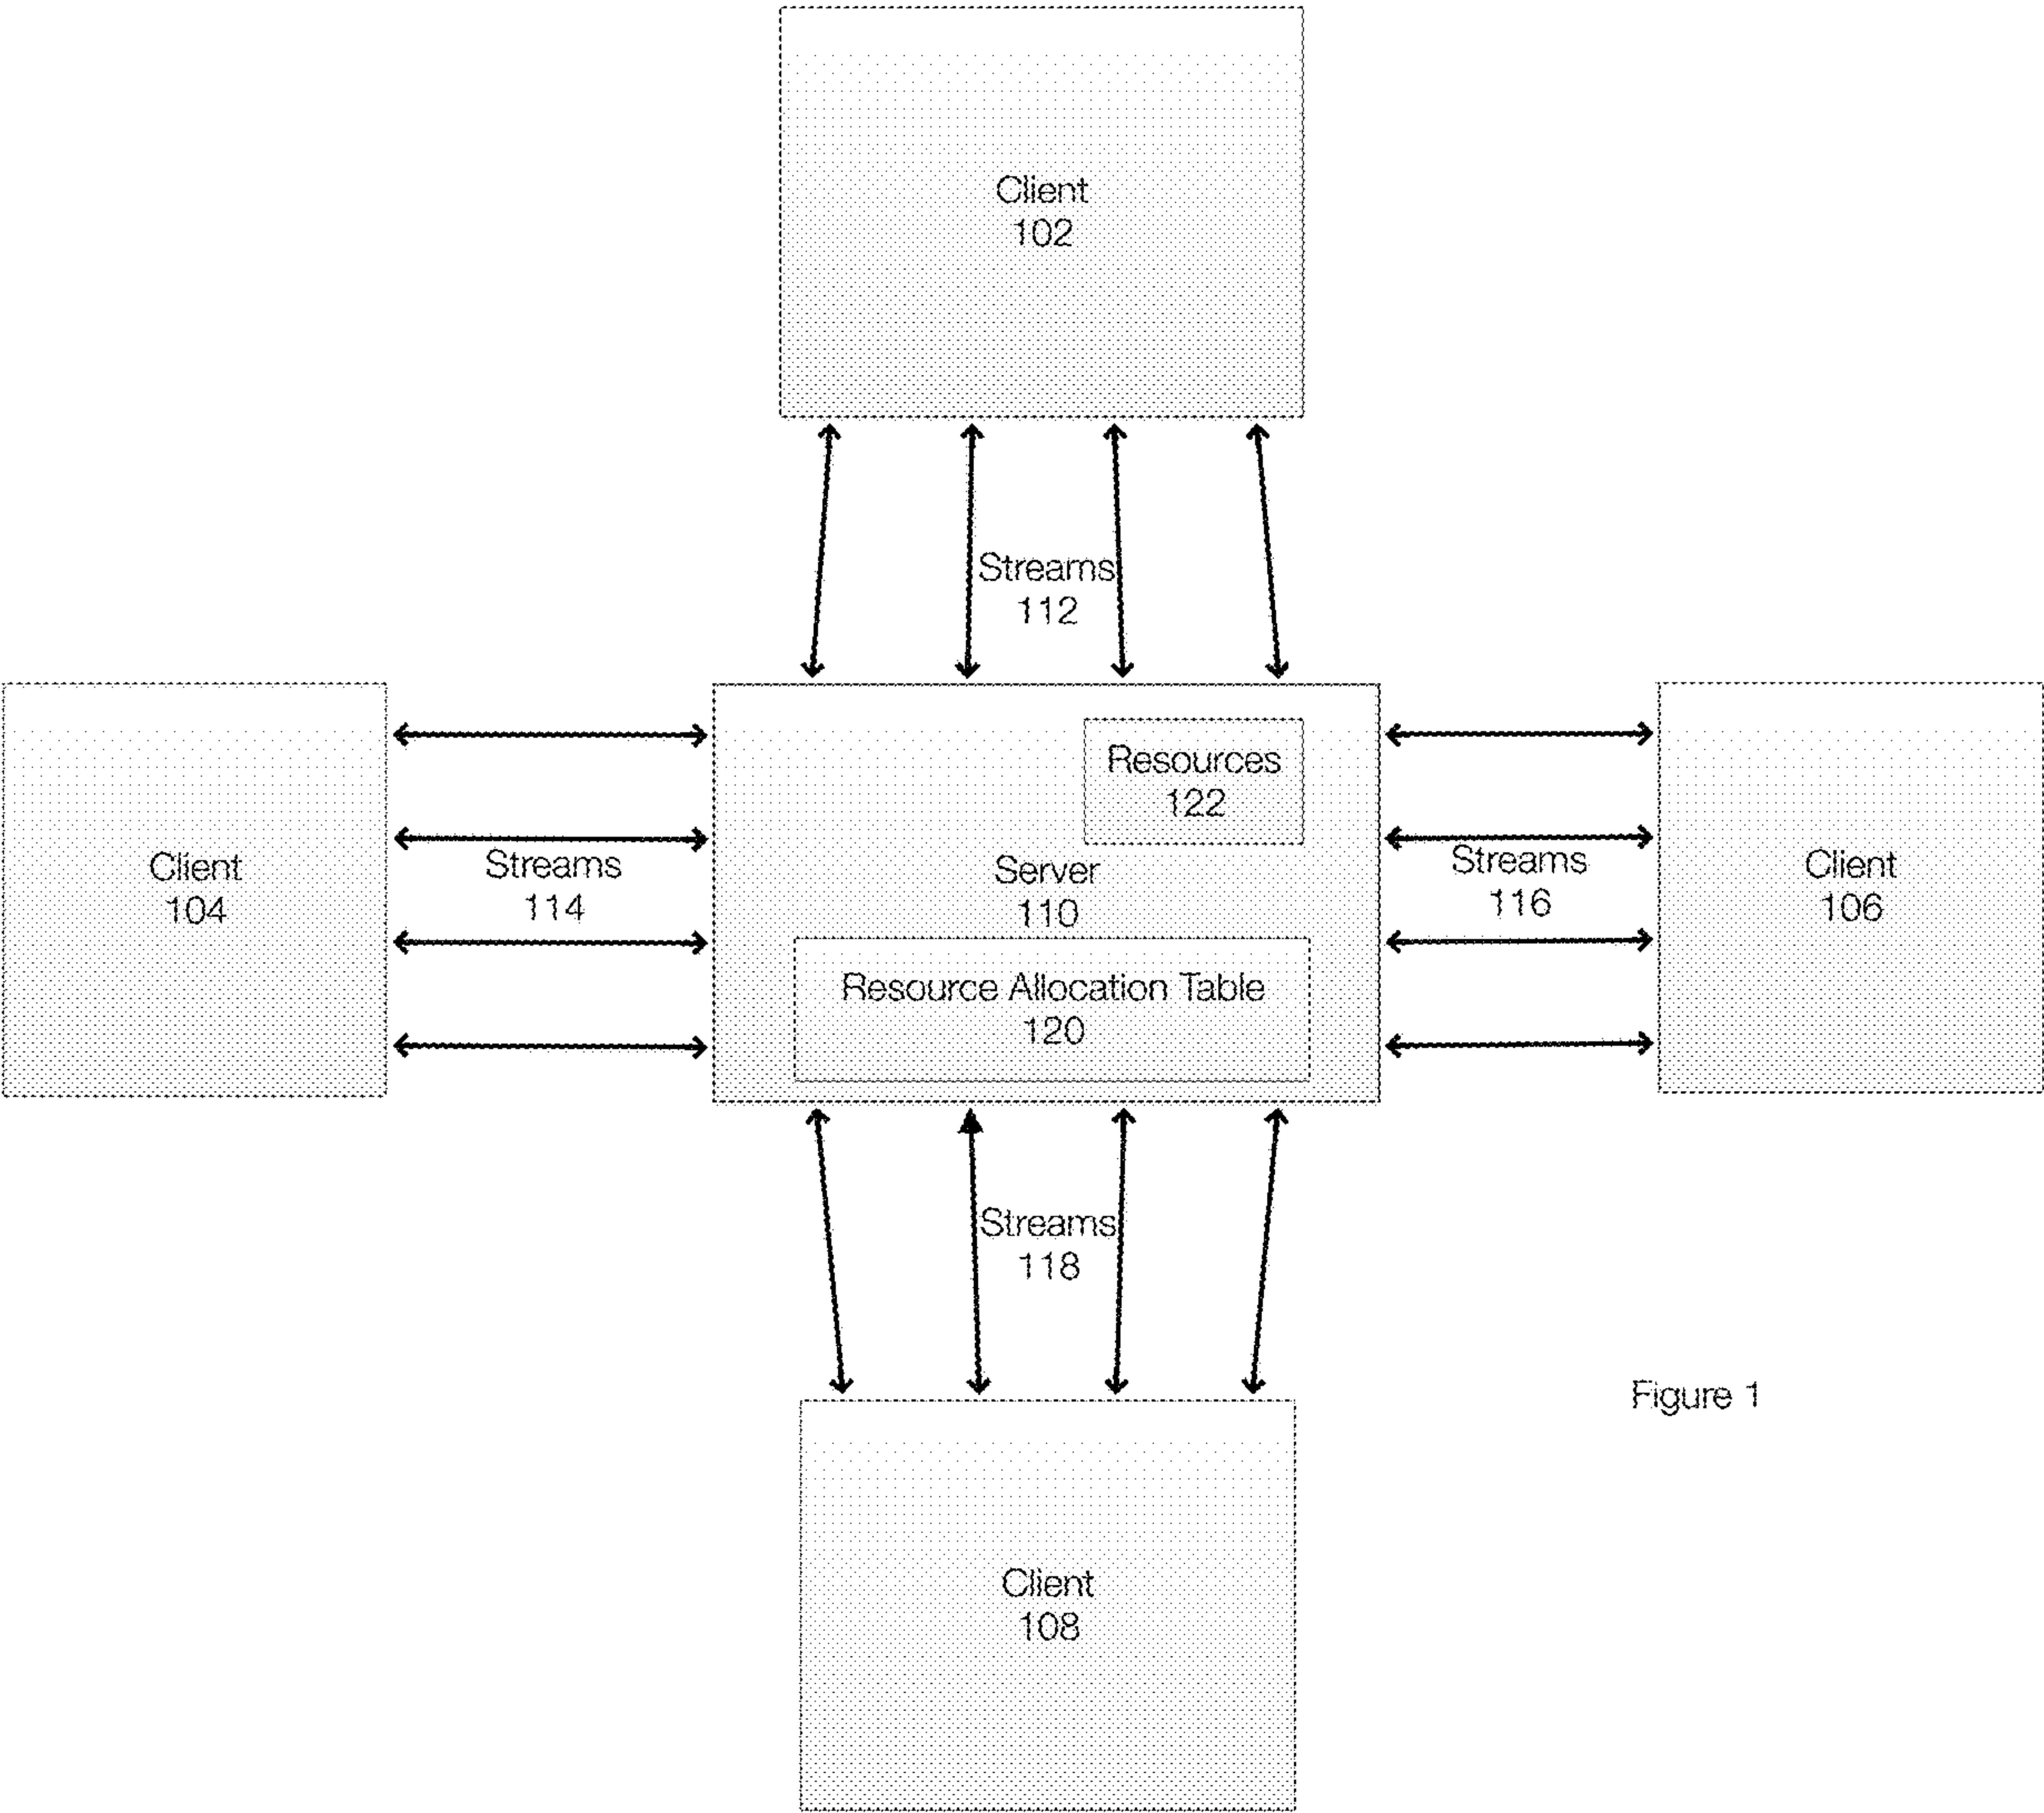 Client
102
Streams
112
Resources
122
Client
104
Streams
114
Server
110
Streams
116
Client
106
Resource Allocation Table
120
Streams
118
Figure 1
Client
108